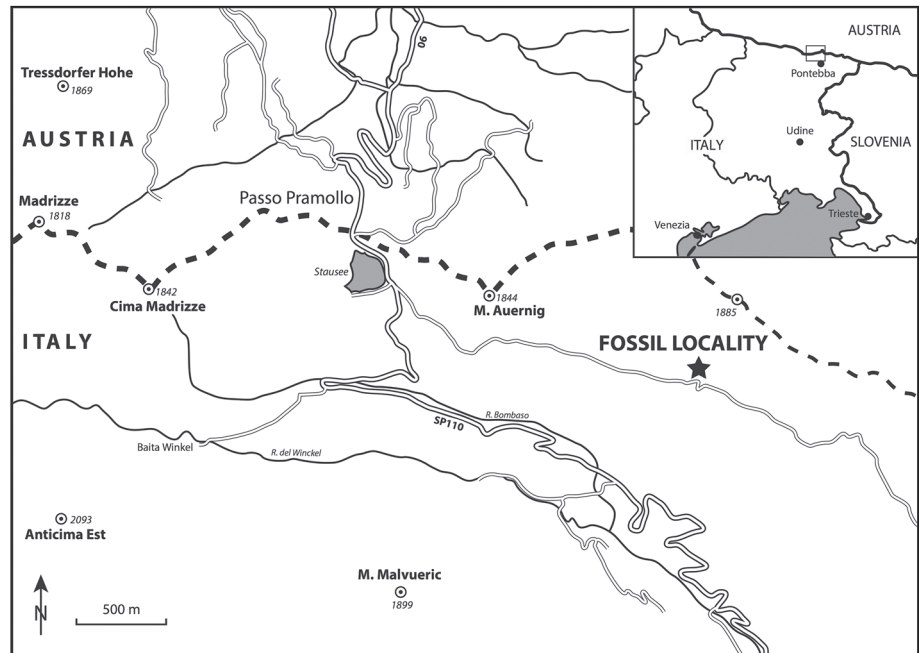 90
AUSTRIA
Pontebba
Udine
ITALY
SLOVENIA
Trieste
Venezia
Tressdorfer Hohe
1869
AUSTRIA
Madrizze
1818
Passo Pramollo
Stausee
1842
Cima Madrizze
1844
M. Auernig
1885
ITALY
FOSSIL LOCALITY
R. Bombaso
SP110
Baita Winkel
R. del Winckel
2093
Anticima Est
M. Malvueric
1899
N
500 m